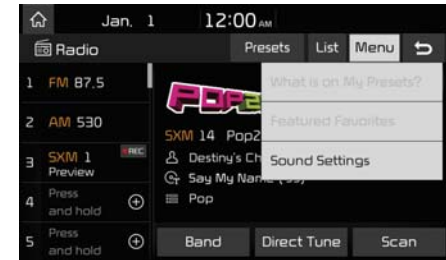 Jan. 1 12:00 AM
Radio Presets List Menu
1 FM 87.5
What is on My Presets?
POP2
2 AM 530
Featured Favorites
SXM 14 Pop2
3 SXM 1 REC
Preview
Destiny's Ch
Sound Settings
Say My Name
4 Press
and hold
Pop
5 Press
and hold
Band Direct Tune Scan